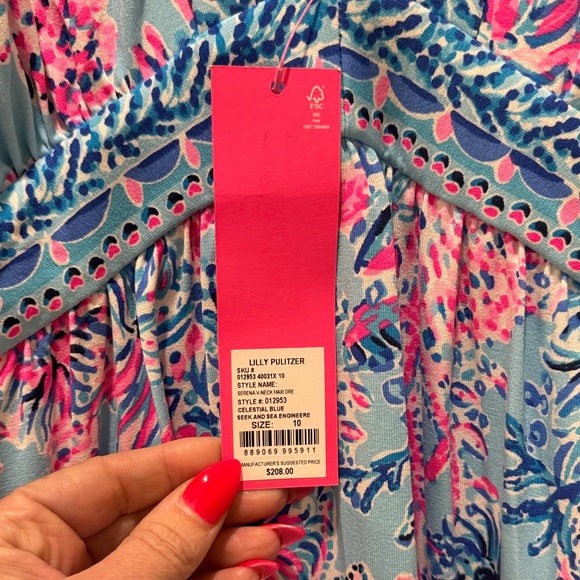 FSC
LILLY PULITZER
SKU #
012953 40031X 10
STYLE NAME:
SERENA V-NECK MAXI DRE
STYLE #: 012953
CELESTIAL BLUE
SEEK AND SEA ENGINEERE
SIZE: 10
889069 995911
MANUFACTURER'S SUGGESTED PRICE
$208.00